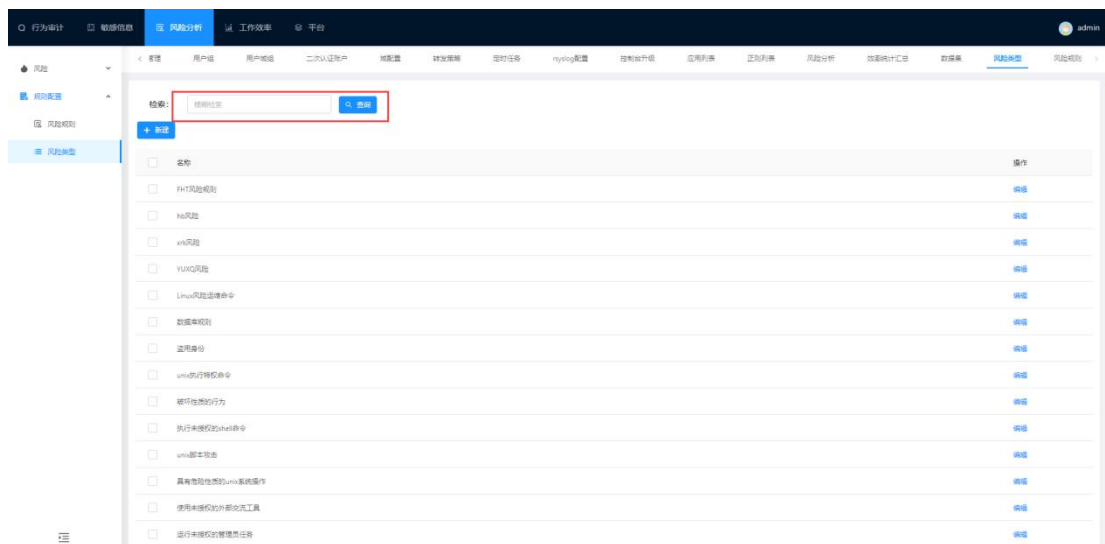 行为审计 敏感信息 风险分析 工作效率 平台 admin
风险 管理 用户组 用户域组 二次认证账户 域配置 转发策略 定时任务 rsyslog配置 控制台升级 应用列表 正则列表 风险分析 效率统计汇总 数据集 风险类型 风险规则
规则配置
检索： 模糊检索 查询
风险规则
+ 新建
风险类型
名称 操作
FHT风险规则 编辑
hb风险 编辑
xrk风险 编辑
YUXQ风险 编辑
Linux风险运维命令 编辑
数据库规则 编辑
盗用身份 编辑
unix执行特权命令 编辑
破坏性质的行为 编辑
执行未授权的shell命令 编辑
unix脚本攻击 编辑
具有危险性质的unix系统操作 编辑
使用未授权的外部交流工具 编辑
运行未授权的管理员任务 编辑